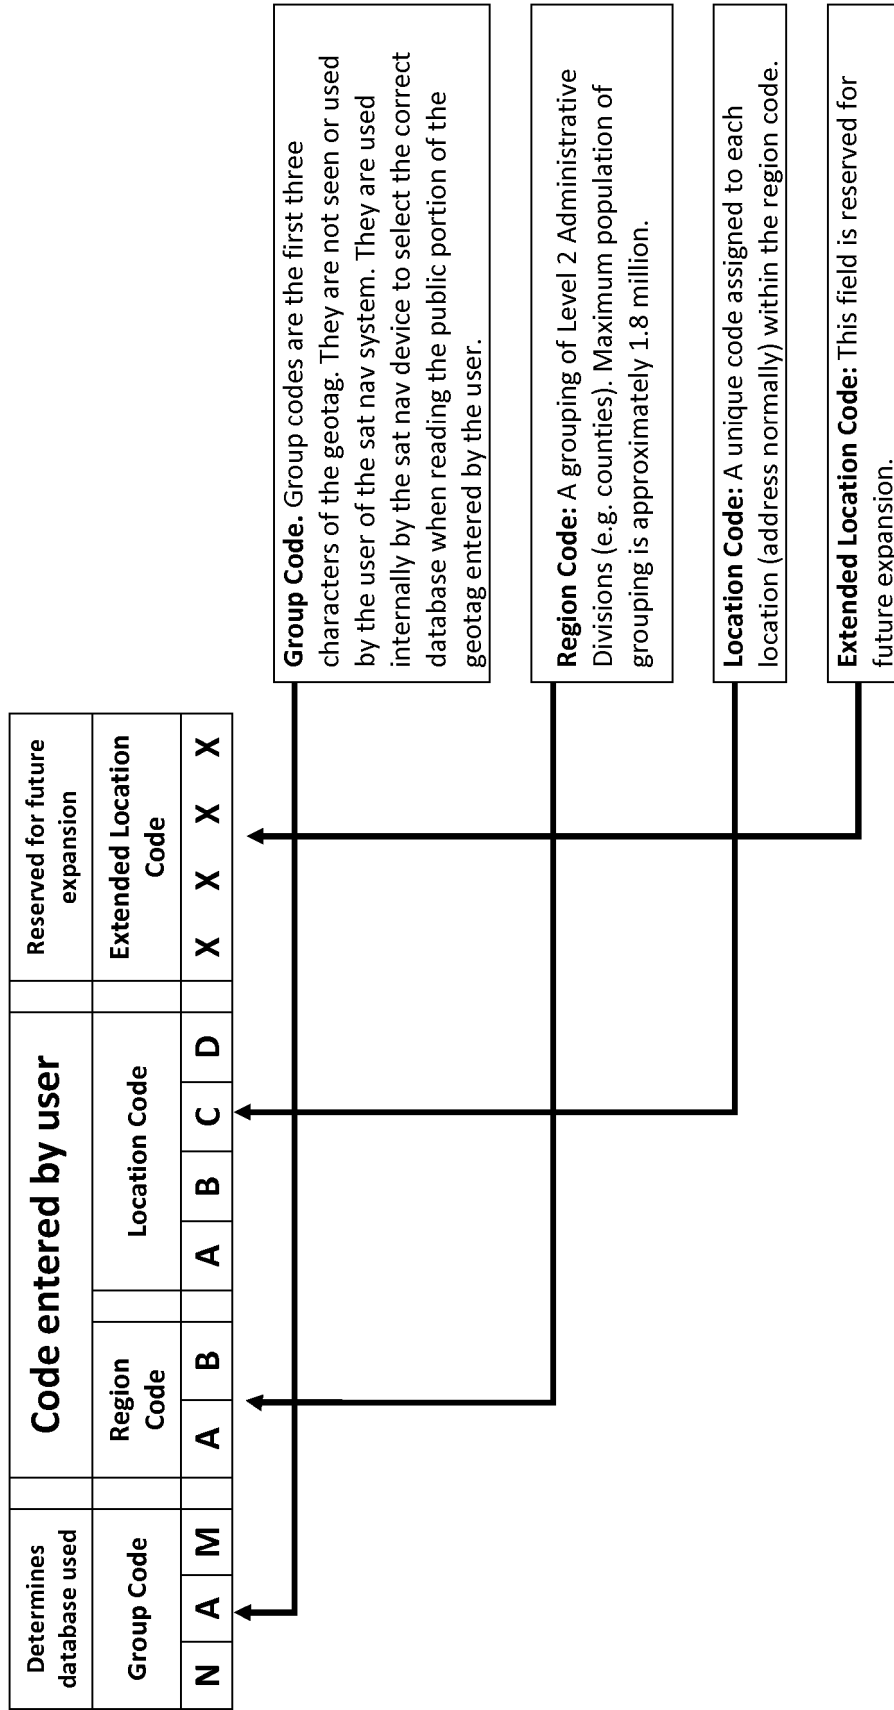 Determines
database used
Code entered by user
Reserved for future
expansion
Group Code
Region
Code
Location Code
Extended Location
Code
N A M A B A B C D X X X X
Group Code. Group codes are the first three
characters of the geotag. They are not seen or used
by the user of the sat nav system. They are used
internally by the sat nav device to select the correct
database when reading the public portion of the
geotag entered by the user.
Region Code: A grouping of Level 2 Administrative
Divisions (e.g. counties). Maximum population of
grouping is approximately 1.8 million.
Location Code: A unique code assigned to each
location (address normally) within the region code.
Extended Location Code: This field is reserved for
future expansion.